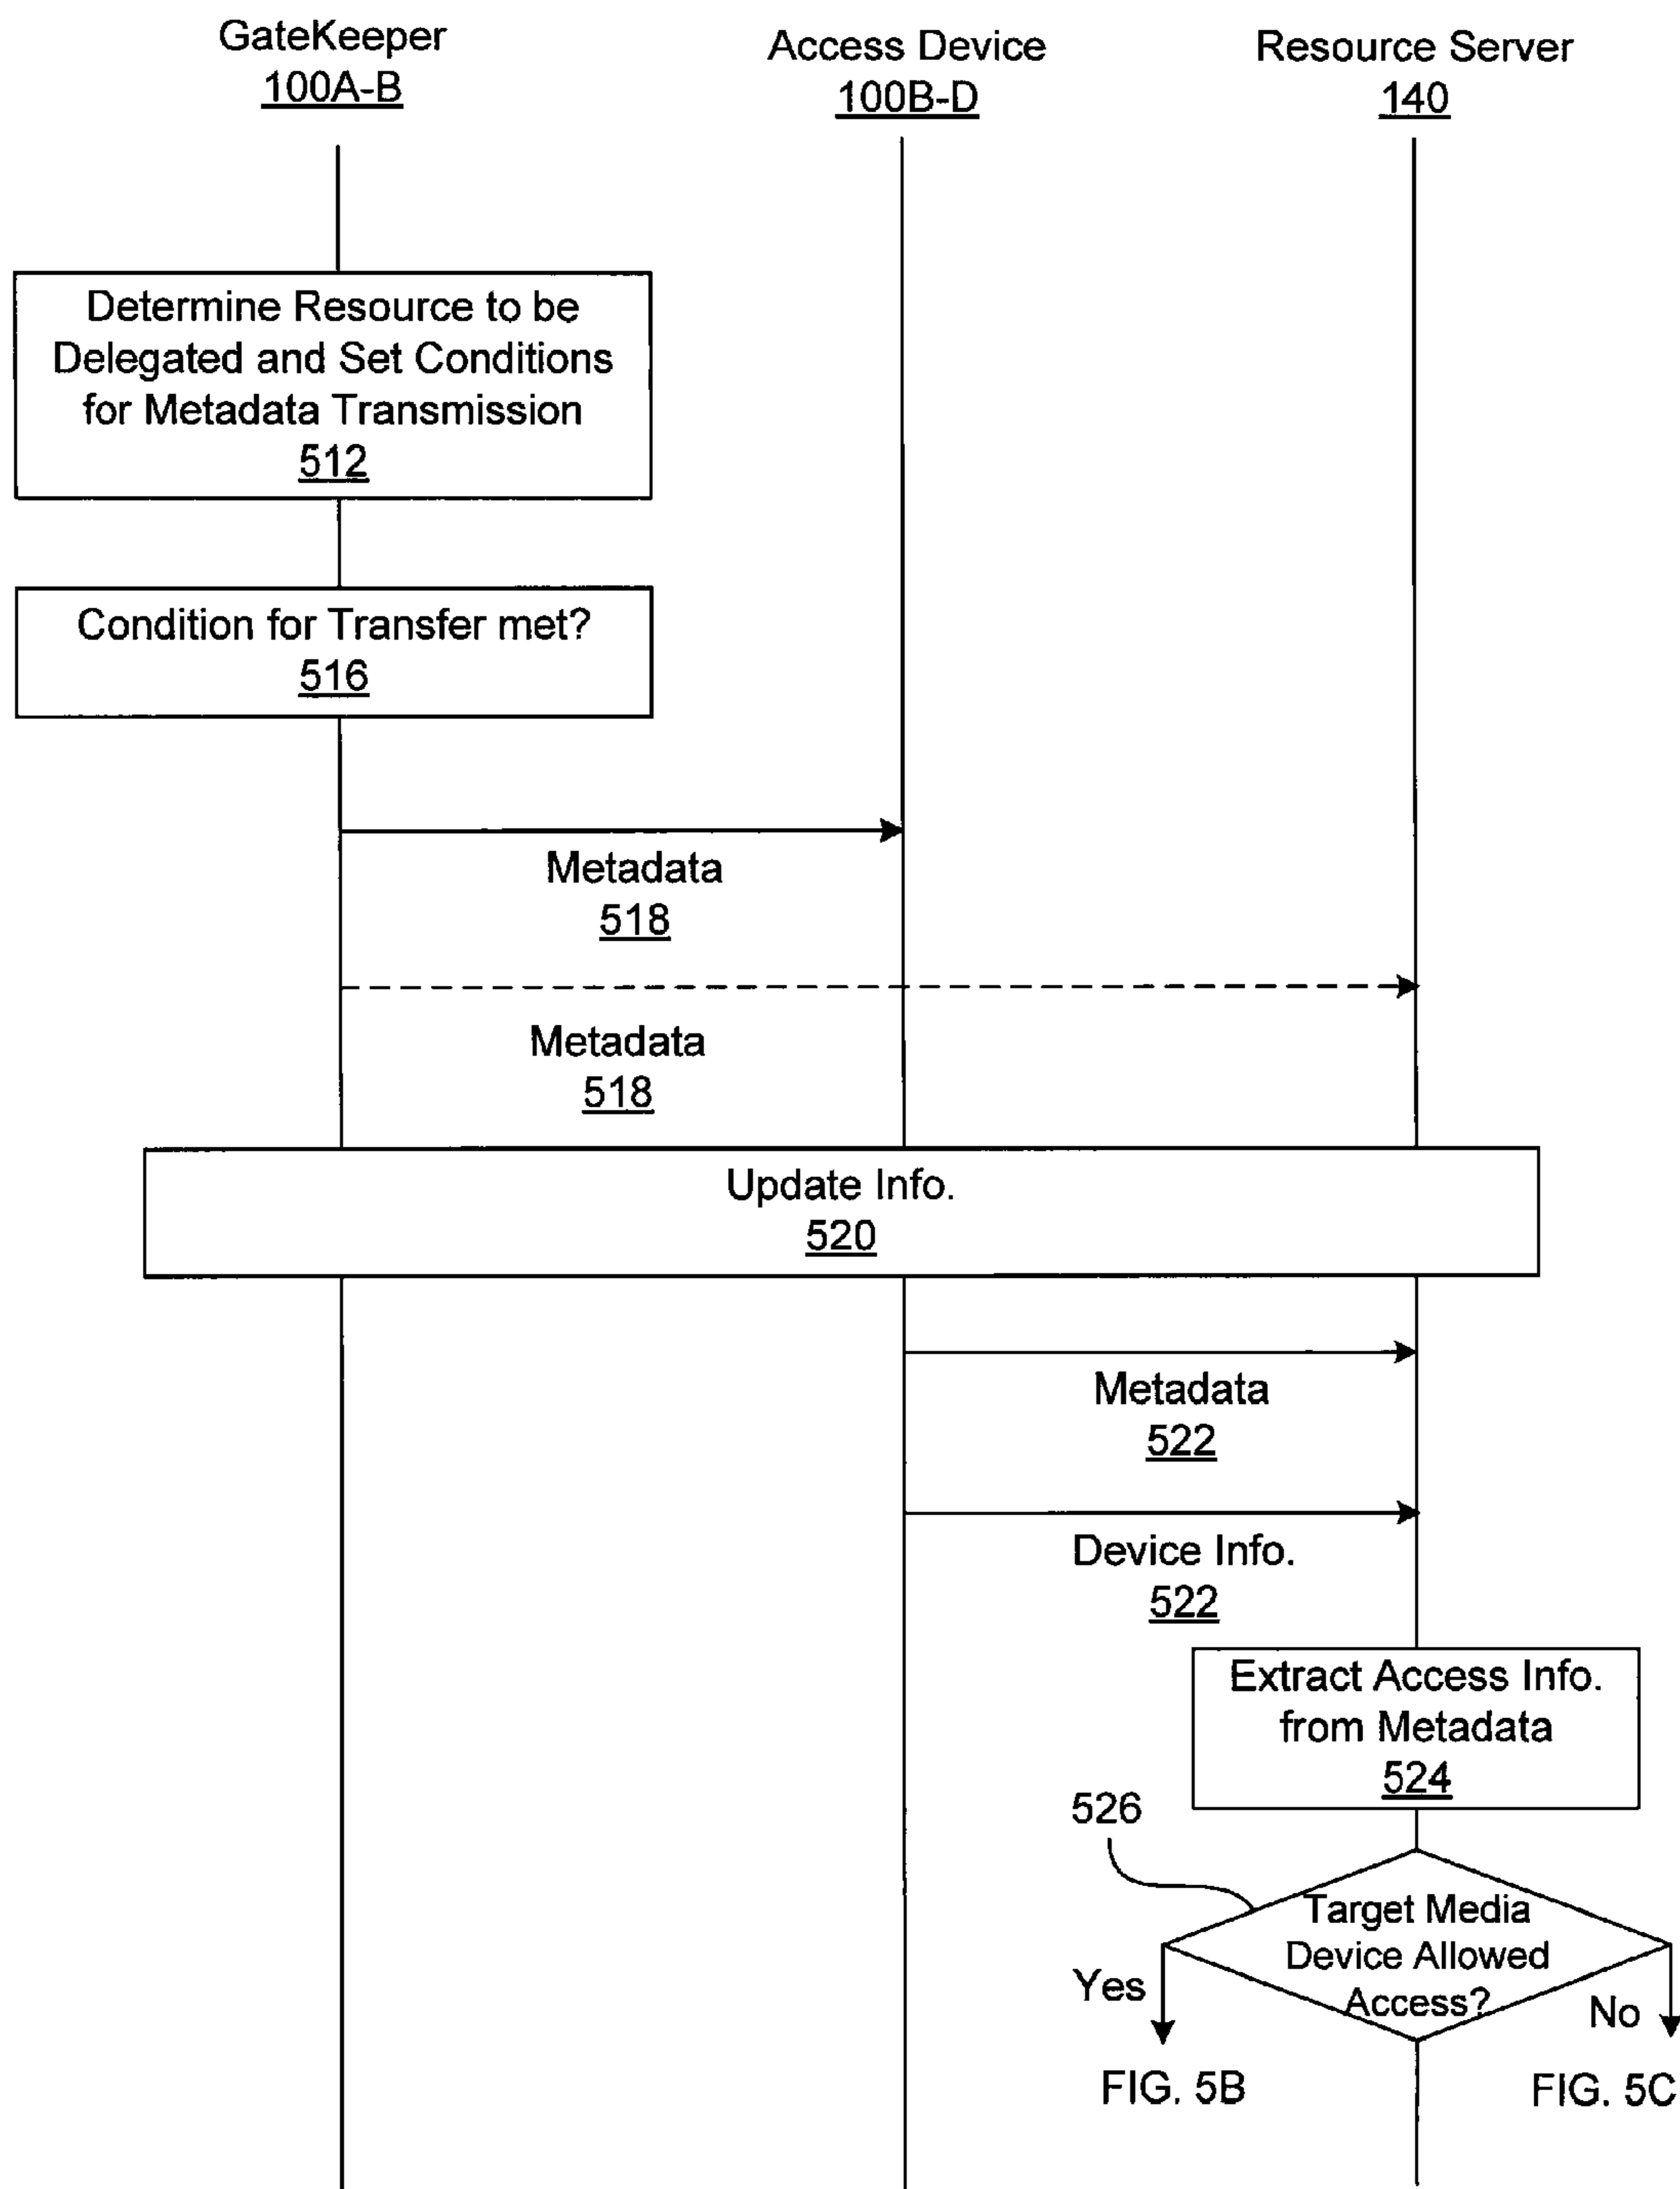 GateKeeper
100A-B
Access Device
100B-D
Resource Server
140
Determine Resource to be
Delegated and Set Conditions
for Metadata Transmission
512
Condition for Transfer met?
516
Metadata
518
Metadata
518
Update Info.
520
Metadata
522
Device Info.
522
Extract Access Info.
from Metadata
524
526
Target Media
Device Allowed
Access?
Yes
No
FIG. 5B
FIG. 5C